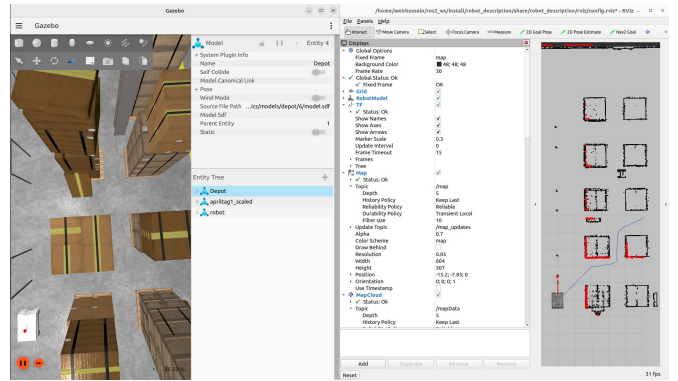 Gazebo
Gazebo
Model
Entity 4
System Plugin Info
Name Depot
Self Collide
Model Canonical Link
Pose
Wind Mode
Source File Path ...ics/models/depot/6/model.sdf
Model Sdf
Parent Entity 1
Static
Entity Tree
Depot
apriltag1_scaled
robot
/home/amirhossein/ros2_ws/install/robot_description/share/robot_description/rviz/config.rviz* - RViz
File Panels Help
Interact Move Camera Select Focus Camera Measure 2D Goal Pose 2D Pose Estimate Nav2 Goal
Displays
Global Options
Fixed Frame map
Background Color 48; 48; 48
Frame Rate 30
Global Status: Ok
Fixed Frame OK
Grid
RobotModel
TF
Status: Ok
Show Names
Show Axes
Show Arrows
Marker Scale 0.3
Update Interval 0
Frame Timeout 15
Frames
Tree
Map
Status: Ok
Topic /map
Depth 5
History Policy Keep Last
Reliability Policy Reliable
Durability Policy Transient Local
Filter size 10
Update Topic /map_updates
Alpha 0.7
Color Scheme map
Draw Behind
Resolution 0.05
Width 604
Height 307
Position -15.2; -7.85; 0
Orientation 0; 0; 0; 1
Use Timestamp
MapCloud
Status: Ok
Topic /mapData
Depth 5
History Policy Keep Last
Add Duplicate Remove Rename
Reset
31 fps